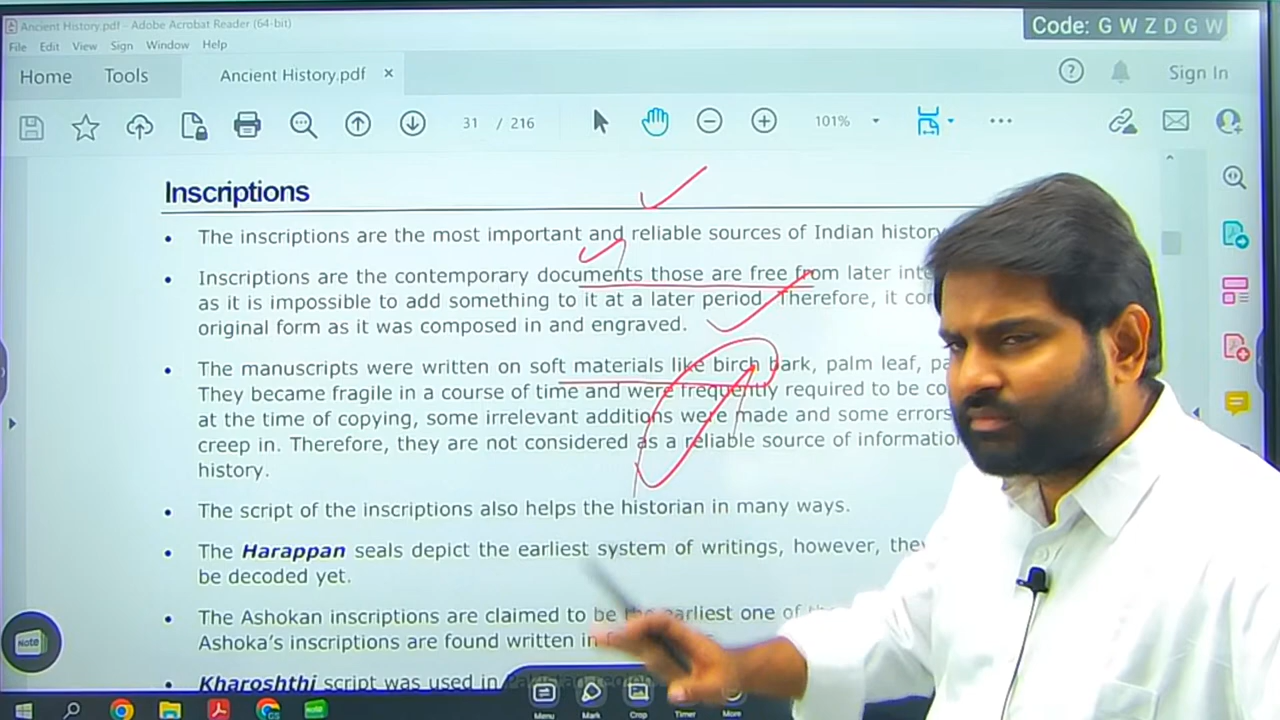 Ancient History.pdf - Adobe Acrobat Reader (64-bit)
Code: G W Z D G W
File Edit View Sign Window Help
Home Tools Ancient History.pdf × Sign In
31 / 216 101%
Inscriptions
• The inscriptions are the most important and reliable sources of Indian history
• Inscriptions are the contemporary documents those are free from later
as it is impossible to add something to it at a later period. Therefore, it
original form as it was composed in and engraved.
• The manuscripts were written on soft materials like birch bark, palm leaf,
They became fragile in a course of time and were frequently required to be
at the time of copying, some irrelevant additions were made and some errors
creep in. Therefore, they are not considered as a reliable source of
history.
• The script of the inscriptions also helps the historian in many ways.
• The Harappan seals depict the earliest system of writings, however,
be decoded yet.
• The Ashokan inscriptions are claimed to be the earliest one of
Ashoka's inscriptions are found written in
• Kharoshthi script was used in Pakistan region
Note
Menu Mark Crop Timer More